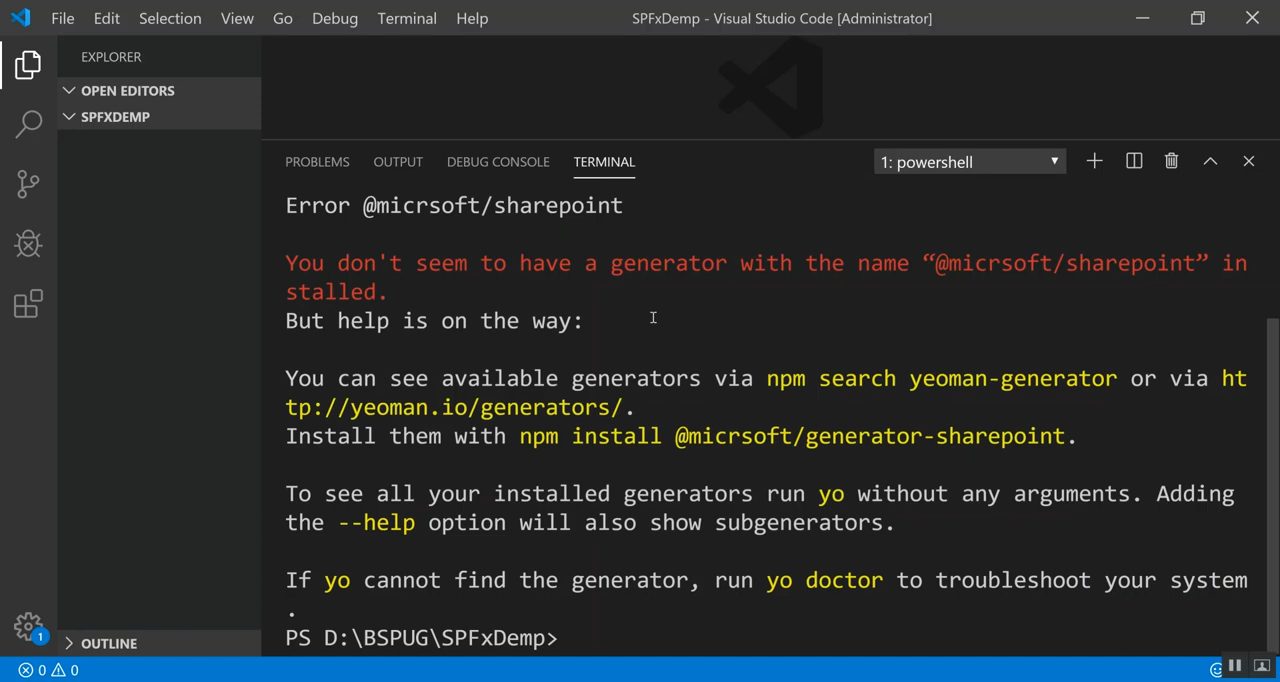 File Edit Selection View Go Debug Terminal Help SPFxDemp - Visual Studio Code [Administrator]
EXPLORER
OPEN EDITORS
SPFXDEMP
PROBLEMS OUTPUT DEBUG CONSOLE TERMINAL 1: powershell
Error @micrsoft/sharepoint
You don't seem to have a generator with the name “@micrsoft/sharepoint” in
stalled.
But help is on the way:
You can see available generators via npm search yeoman-generator or via ht
tp://yeoman.io/generators/.
Install them with npm install @micrsoft/generator-sharepoint.
To see all your installed generators run yo without any arguments. Adding
the --help option will also show subgenerators.
If yo cannot find the generator, run yo doctor to troubleshoot your system
.
PS D:\BSPUG\SPFxDemp>
1
OUTLINE
0 0